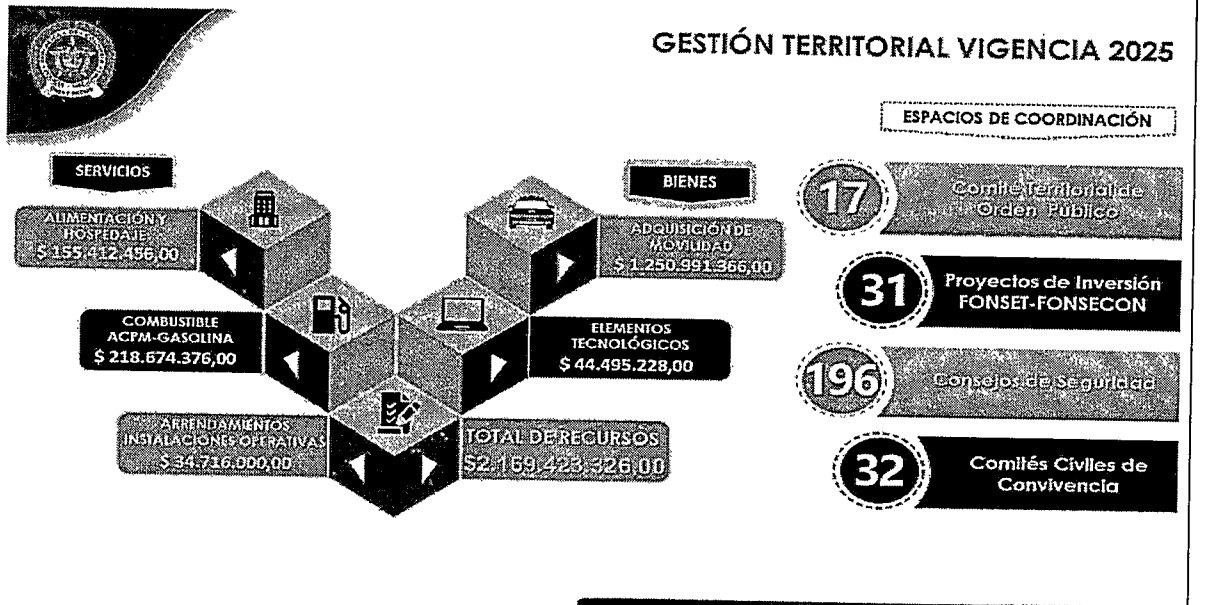 GESTIÓN TERRITORIAL VIGENCIA 2025
SERVICIOS
ALIMENTACIÓN Y
HOSPEDAJE
$ 155.412.456,00
COMBUSTIBLE
ACPM-GASOLINA
$ 218.674.376,00
ARRENDAMIENTOS
INSTALACIONES OPERATIVAS
$ 34.716.000,00
BIENES
ADQUISICIÓN DE
MOVILIDAD
$ 1.250.991.366,00
ELEMENTOS
TECNOLÓGICOS
$ 44.495.228,00
TOTAL DE RECURSOS
$2.169.423.326,00
ESPACIOS DE COORDINACIÓN
17
Comité Territorial de
Orden Público
31
Proyectos de Inversión
FONSET-FONSECON
196
Consejos de Seguridad
32
Comités Civiles de
Convivencia